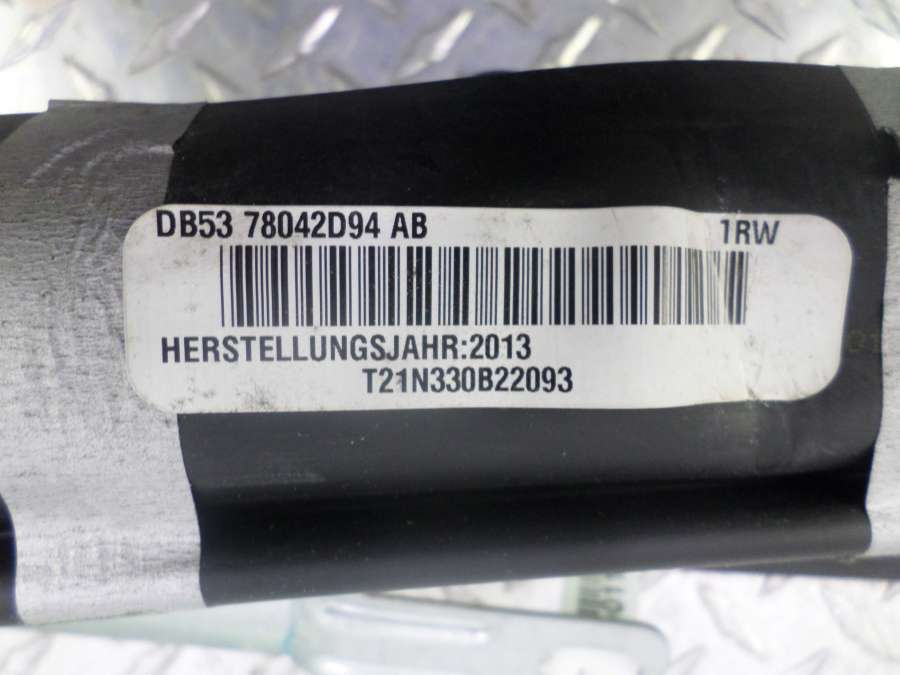 DB53 78042D94 AB 1RW
HERSTELLUNGSJAHR:2013
T21N330B22093